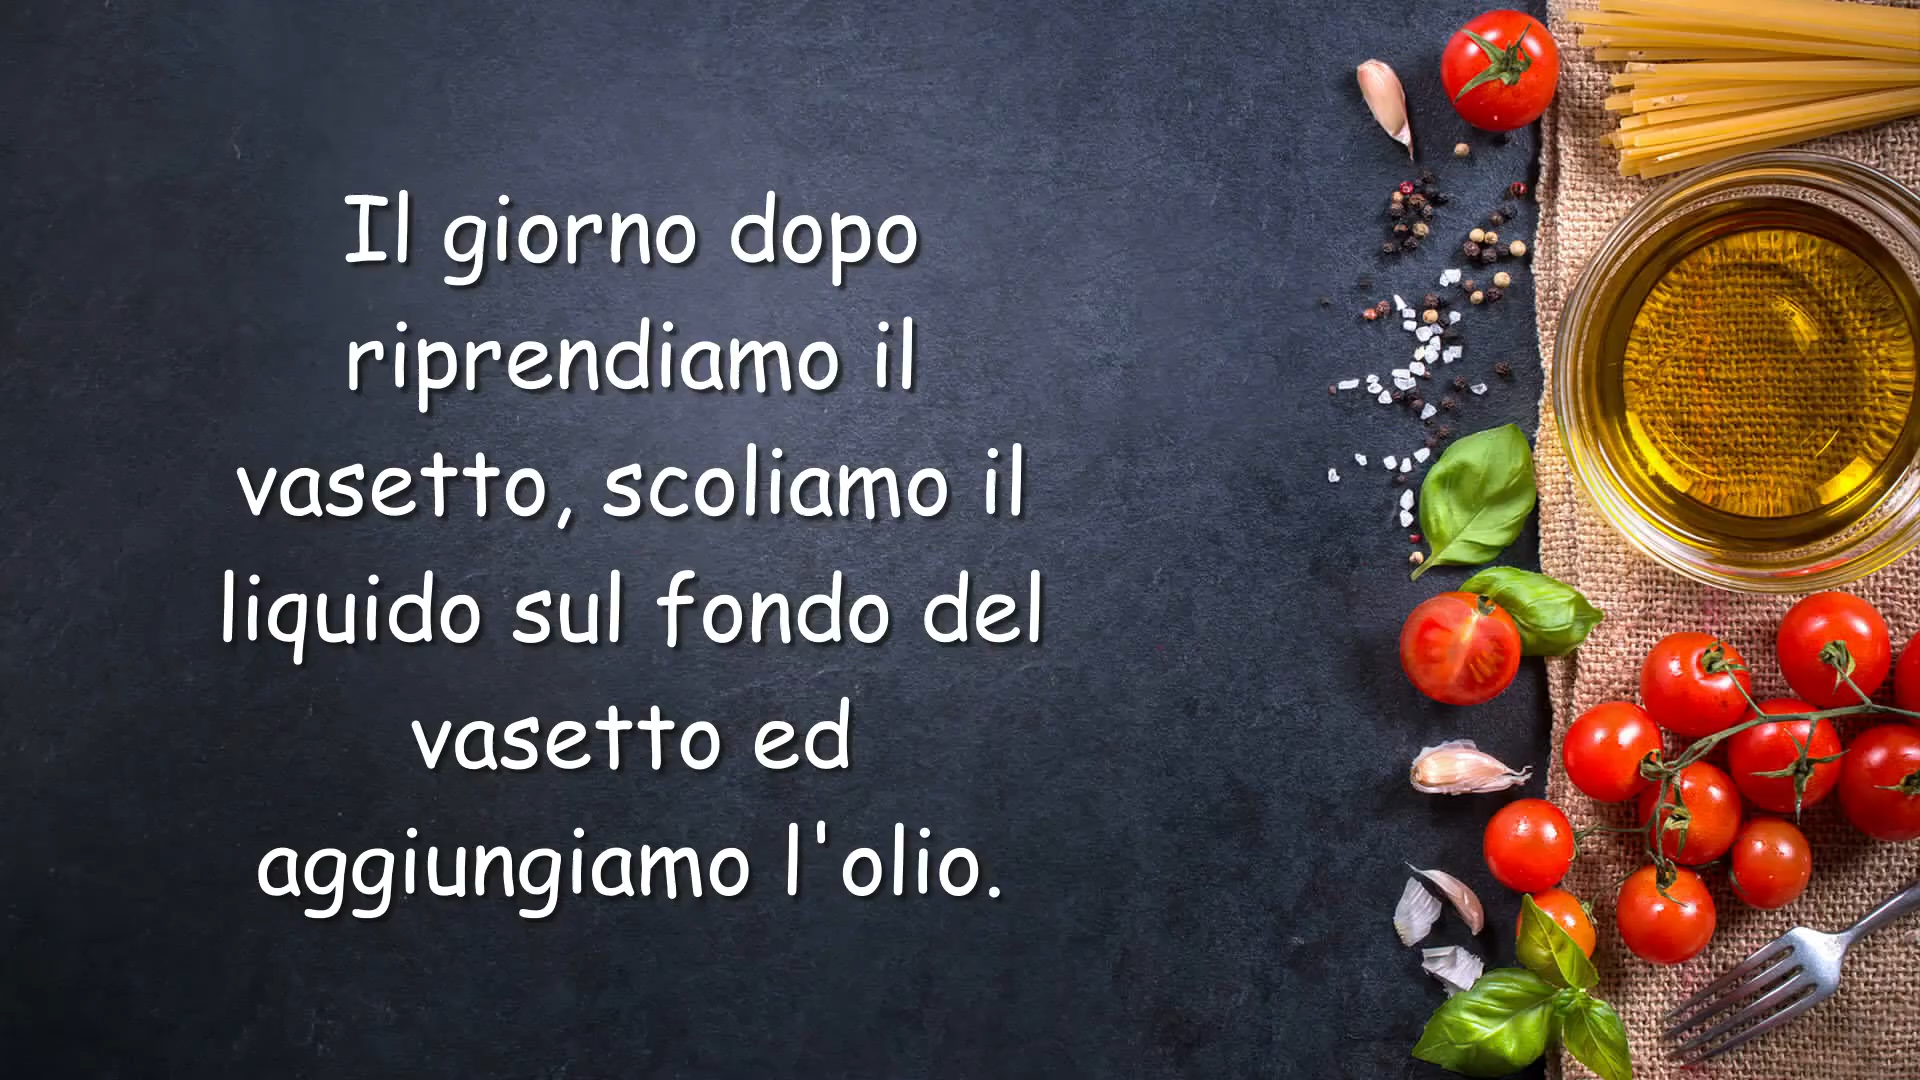 Il giorno dopo
riprendiamo il
vasetto, scoliamo il
liquido sul fondo del
vasetto ed
aggiungiamo l'olio.